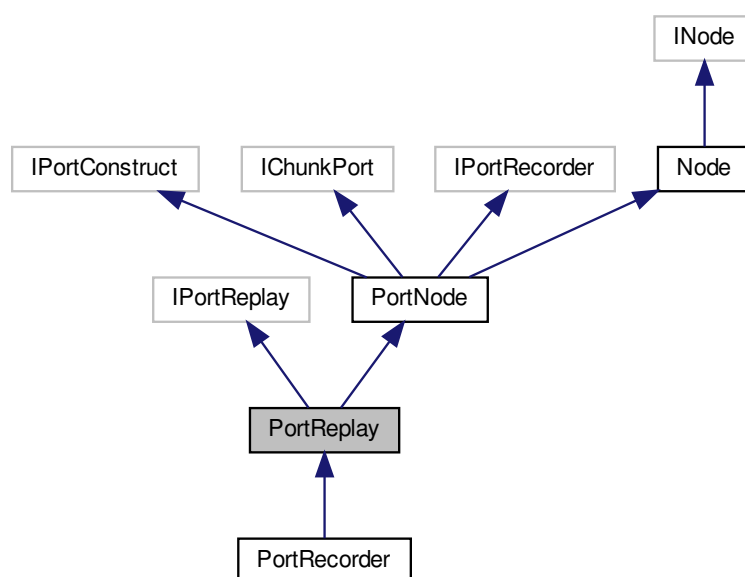 INode
IPortConstruct
IChunkPort
IPortRecorder
Node
IPortReplay
PortNode
PortReplay
PortRecorder